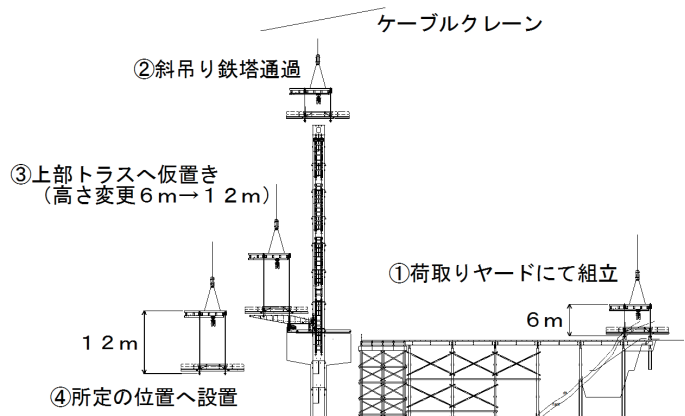 ケーブルクレーン
②斜吊り鉄塔通過
③上部トラスへ仮置き
（高さ変更６ｍ→１２ｍ）
①荷取りヤードにて組立
６ｍ
１２ｍ
④所定の位置へ設置